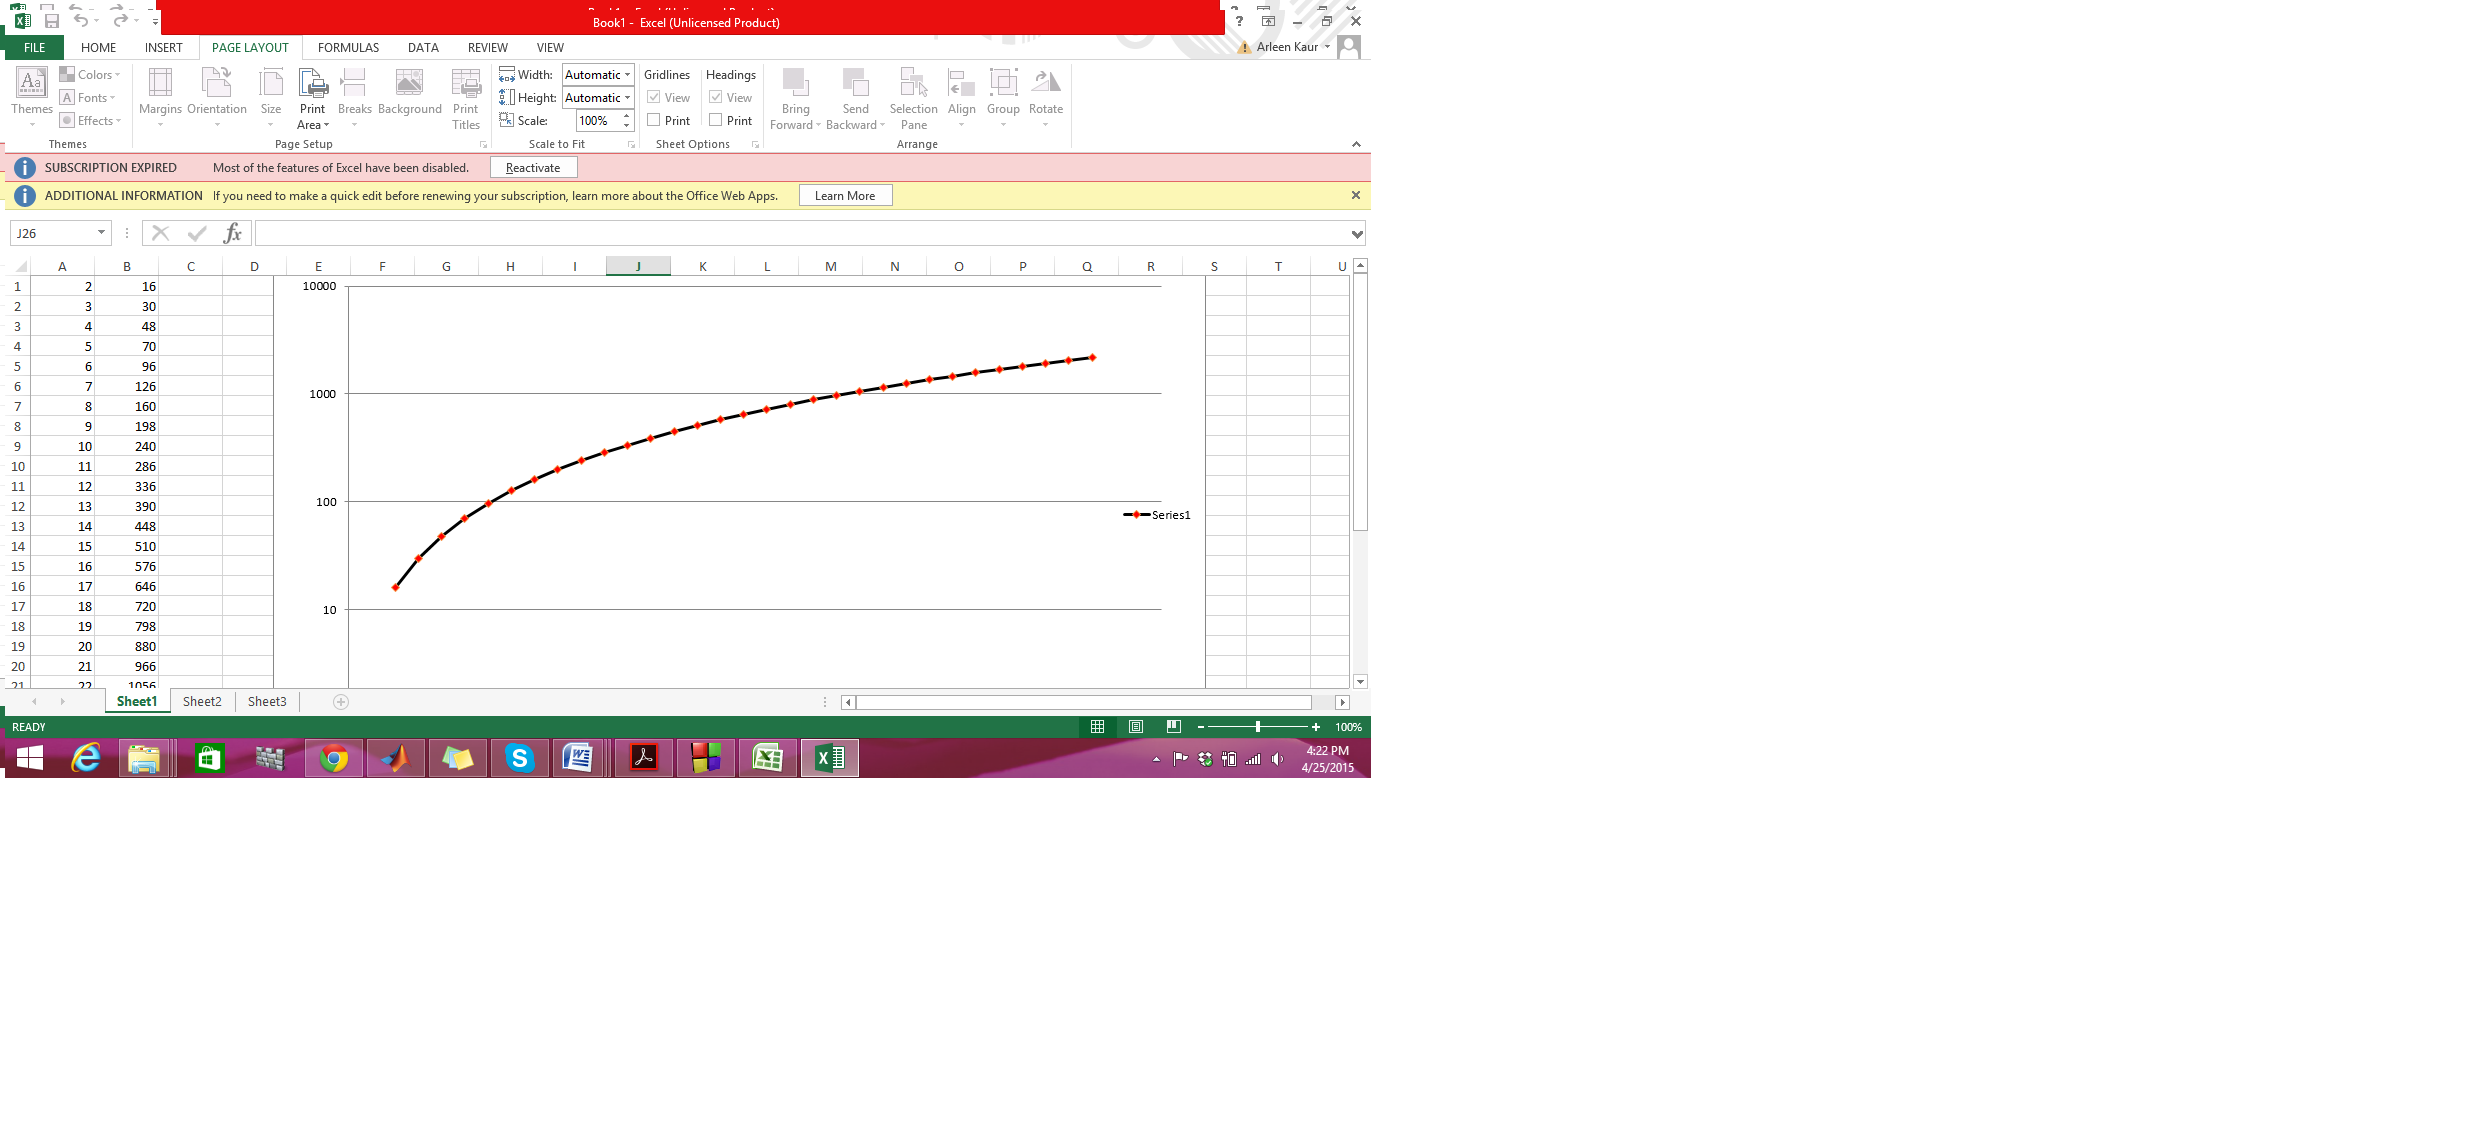 Book1 - Excel (Unlicensed Product)
FILE HOME INSERT PAGE LAYOUT FORMULAS DATA REVIEW VIEW Arleen Kaur
Themes Colors Fonts Effects Margins Orientation Size Print Area Breaks Background Print Titles Width: Automatic Height: Automatic Scale: 100% Gridlines View Print Headings View Print Bring Forward Send Backward Selection Pane Align Group Rotate
Themes Page Setup Scale to Fit Sheet Options Arrange
SUBSCRIPTION EXPIRED Most of the features of Excel have been disabled. Reactivate
ADDITIONAL INFORMATION If you need to make a quick edit before renewing your subscription, learn more about the Office Web Apps. Learn More
J26 fx
A B C D E F G H I J K L M N O P Q R S T U
1 2 16 10000
2 3 30
3 4 48
4 5 70
5 6 96
6 7 126 1000
7 8 160
8 9 198
9 10 240
10 11 286
11 12 336
12 13 390 100
13 14 448 Series1
14 15 510
15 16 576
16 17 646
17 18 720 10
18 19 798
19 20 880
20 21 966
21 22 1056
Sheet1 Sheet2 Sheet3
READY 100%
4:22 PM
4/25/2015